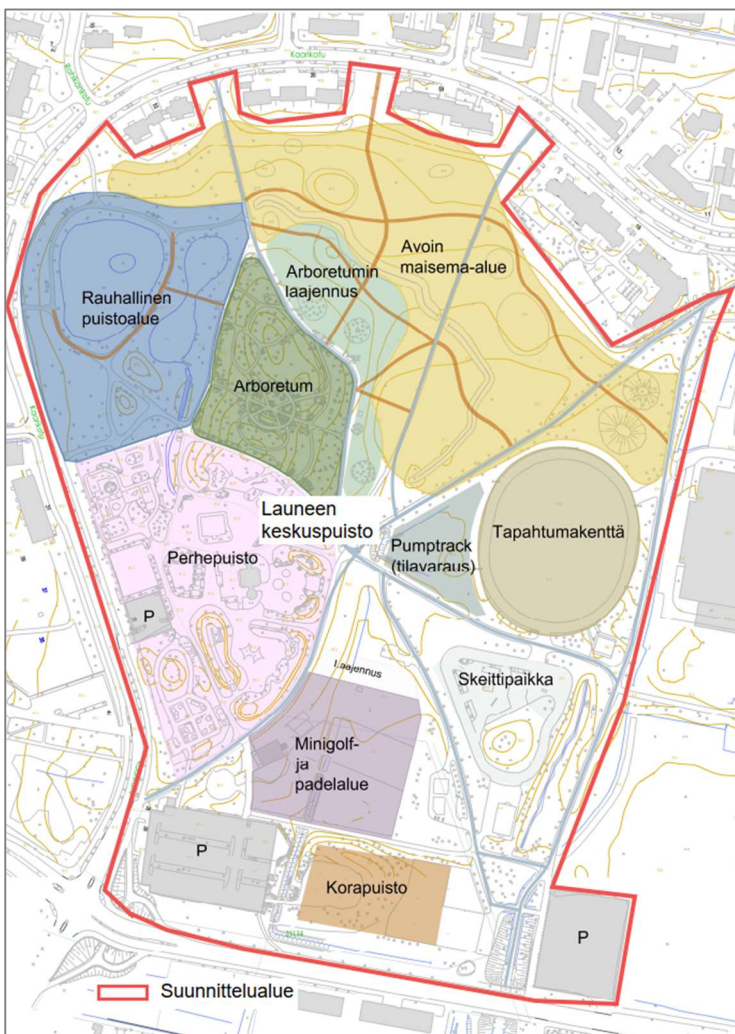 Kaarikatu
Rauhallinen
puistoalue
Arboretumin
laajennus
Avoin
maisema-alue
Arboretum
Launeen
keskuspuisto
Perhepuisto
Pumptrack
(tilavaraus)
Tapahtumakenttä
P
Laajennus
Skeittipaikka
Minigolf-
ja
padelalue
P
Korapuisto
P
Suunnittelualue